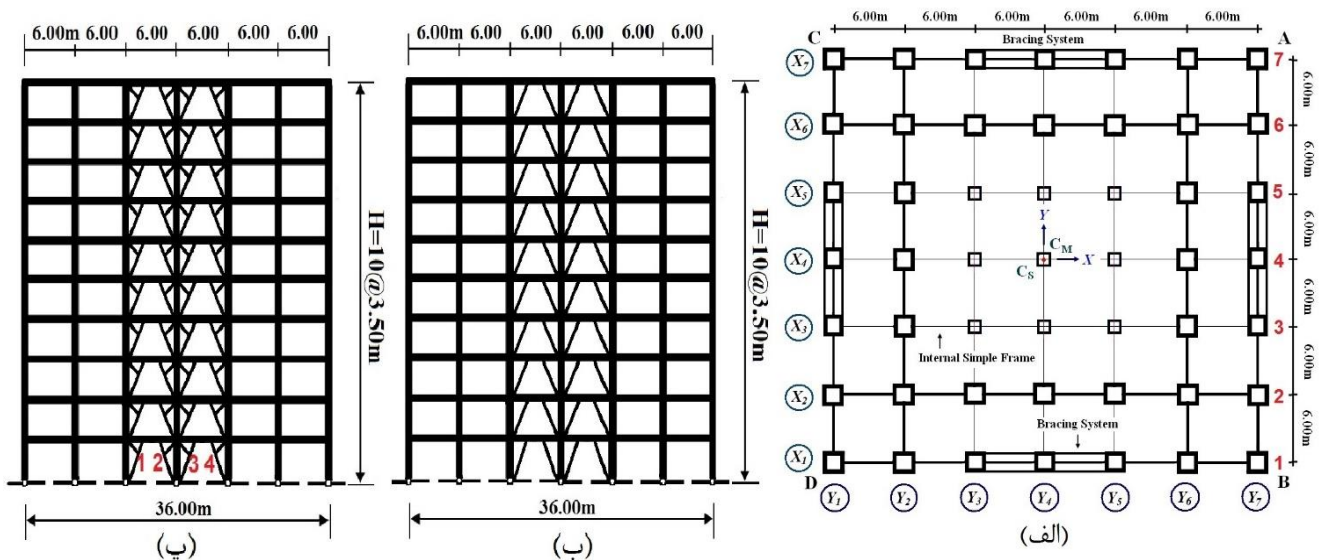 6.00m 6.00 6.00 6.00 6.00 6.00
H=10@3.50m
1 2 3 4
36.00m
(پ)
6.00m 6.00 6.00 6.00 6.00 6.00
H=10@3.50m
36.00m
(ب)
6.00m 6.00m 6.00m 6.00m 6.00m 6.00m
C Bracing System A
X7 7
6.00m
X6 6
6.00m
X5 5
Y
6.00m
X4 CM X 4
CS
6.00m
X3 3
Internal Simple Frame
6.00m
X2 2
Bracing System
6.00m
X1 1
D B
Y1 Y2 Y3 Y4 Y5 Y6 Y7
(الف)